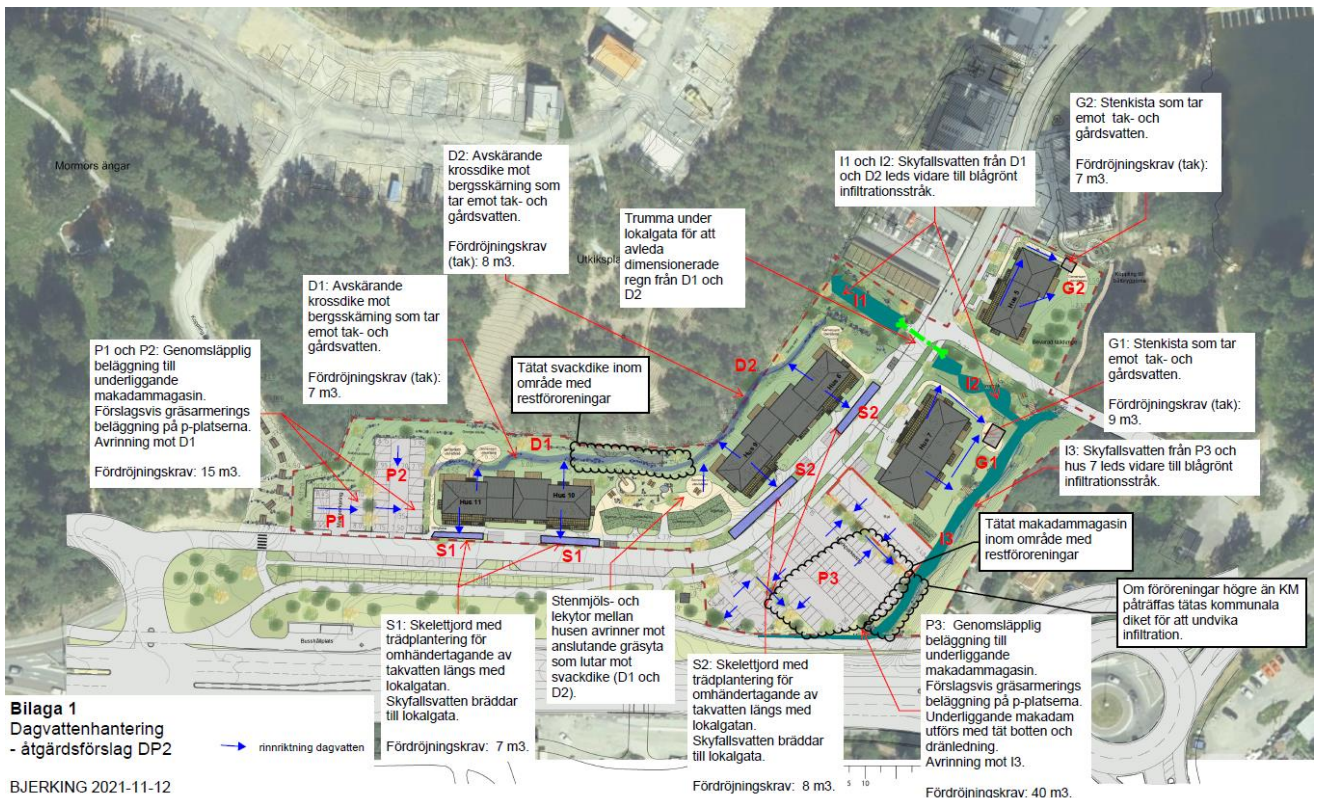 Mormors ängar
D2: Avskärande
krossdike mot
bergsskärning som
tar emot tak- och
gårdsvatten.
Fördröjningskrav
(tak): 8 m3.
D1: Avskärande
krossdike mot
bergsskärning som
tar emot tak- och
gårdsvatten.
Fördröjningskrav
(tak):
7 m3.
P1 och P2: Genomsläpplig
beläggning till
underliggande
makadammagasin.
Förslagsvis gräsarmerings
beläggning på p-platserna.
Avrinning mot D1
Fördröjningskrav: 15 m3.
Tätat svackdike inom
område med
restföroreningar
Trumma under
lokalgata för att
avleda
dimensionerade
regn från D1 och
D2
I1 och I2: Skyfallsvatten från D1
och D2 leds vidare till blågrönt
infiltrationsstråk.
G2: Stenkista som tar
emot tak- och
gårdsvatten.
Fördröjningskrav (tak):
7 m3.
G1: Stenkista som tar
emot tak- och
gårdsvatten.
Fördröjningskrav (tak):
9 m3.
I3: Skyfallsvatten från P3 och
hus 7 leds vidare till blågrönt
infiltrationsstråk.
Tätat makadammagasin
inom område med
restföroreningar
Om föroreningar högre än KM
påträffas tätas kommunala
diket för att undvika
infiltration.
I1
I2
I3
G2
G1
D2
D1
S2
S2
P2
P1
P3
S1
S1
Hus 5
Hus 6
Hus 7
Hus 9
Hus 11
Hus 10
Busshållplats
S1: Skelettjord med
trädplantering för
omhändertagande av
takvatten längs med
lokalgatan.
Skyfallsvatten bräddar
till lokalgata.
Fördröjningskrav: 7 m3.
Stenmjöls- och
lekytor mellan
husen avrinner mot
anslutande gräsyta
som lutar mot
svackdike (D1 och
D2).
S2: Skelettjord med
trädplantering för
omhändertagande av
takvatten längs med
lokalgatan.
Skyfallsvatten bräddar
till lokalgata.
Fördröjningskrav: 8 m3.
P3: Genomsläpplig
beläggning till
underliggande
makadammagasin.
Förslagsvis gräsarmerings
beläggning på p-platserna.
Underliggande makadam
utförs med tät botten och
dränledning.
Avrinning mot I3.
Fördröjningskrav: 40 m3.
5 10
Bilaga 1
Dagvattenhantering
- åtgärdsförslag DP2
rinnriktning dagvatten
BJERKING 2021-11-12